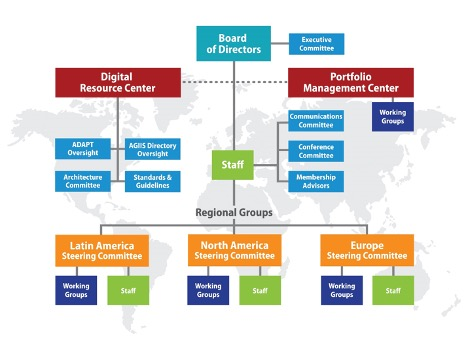 Board
of Directors
Executive
Committee
Digital
Resource Center
Portfolio
Management Center
Working
Groups
Communications
Committee
ADAPT
Oversight
AGIIS Directory
Oversight
Conference
Committee
Staff
Architecture
Committee
Standards &
Guidelines
Membership
Advisors
Regional Groups
Latin America
Steering Committee
North America
Steering Committee
Europe
Steering Committee
Working
Groups
Staff
Working
Groups
Staff
Working
Groups
Staff